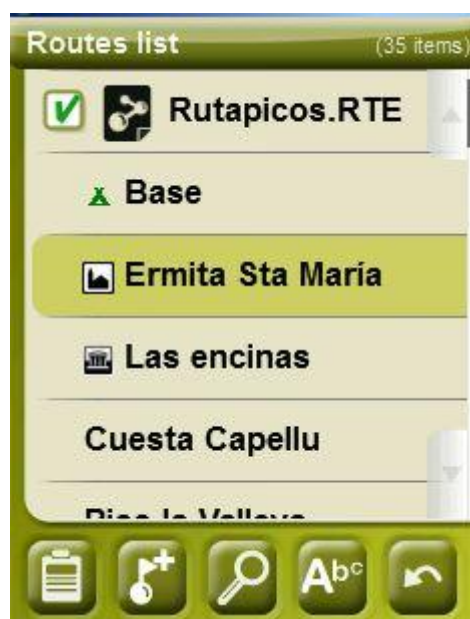 Routes list (35 items)
Rutapicos.RTE
Base
Ermita Sta María
Las encinas
Cuesta Capellu
Abc